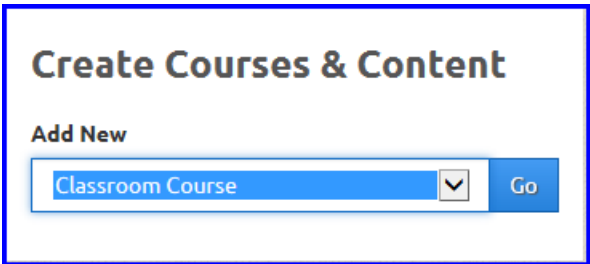 Create Courses & Content
Add New
Classroom Course
Go